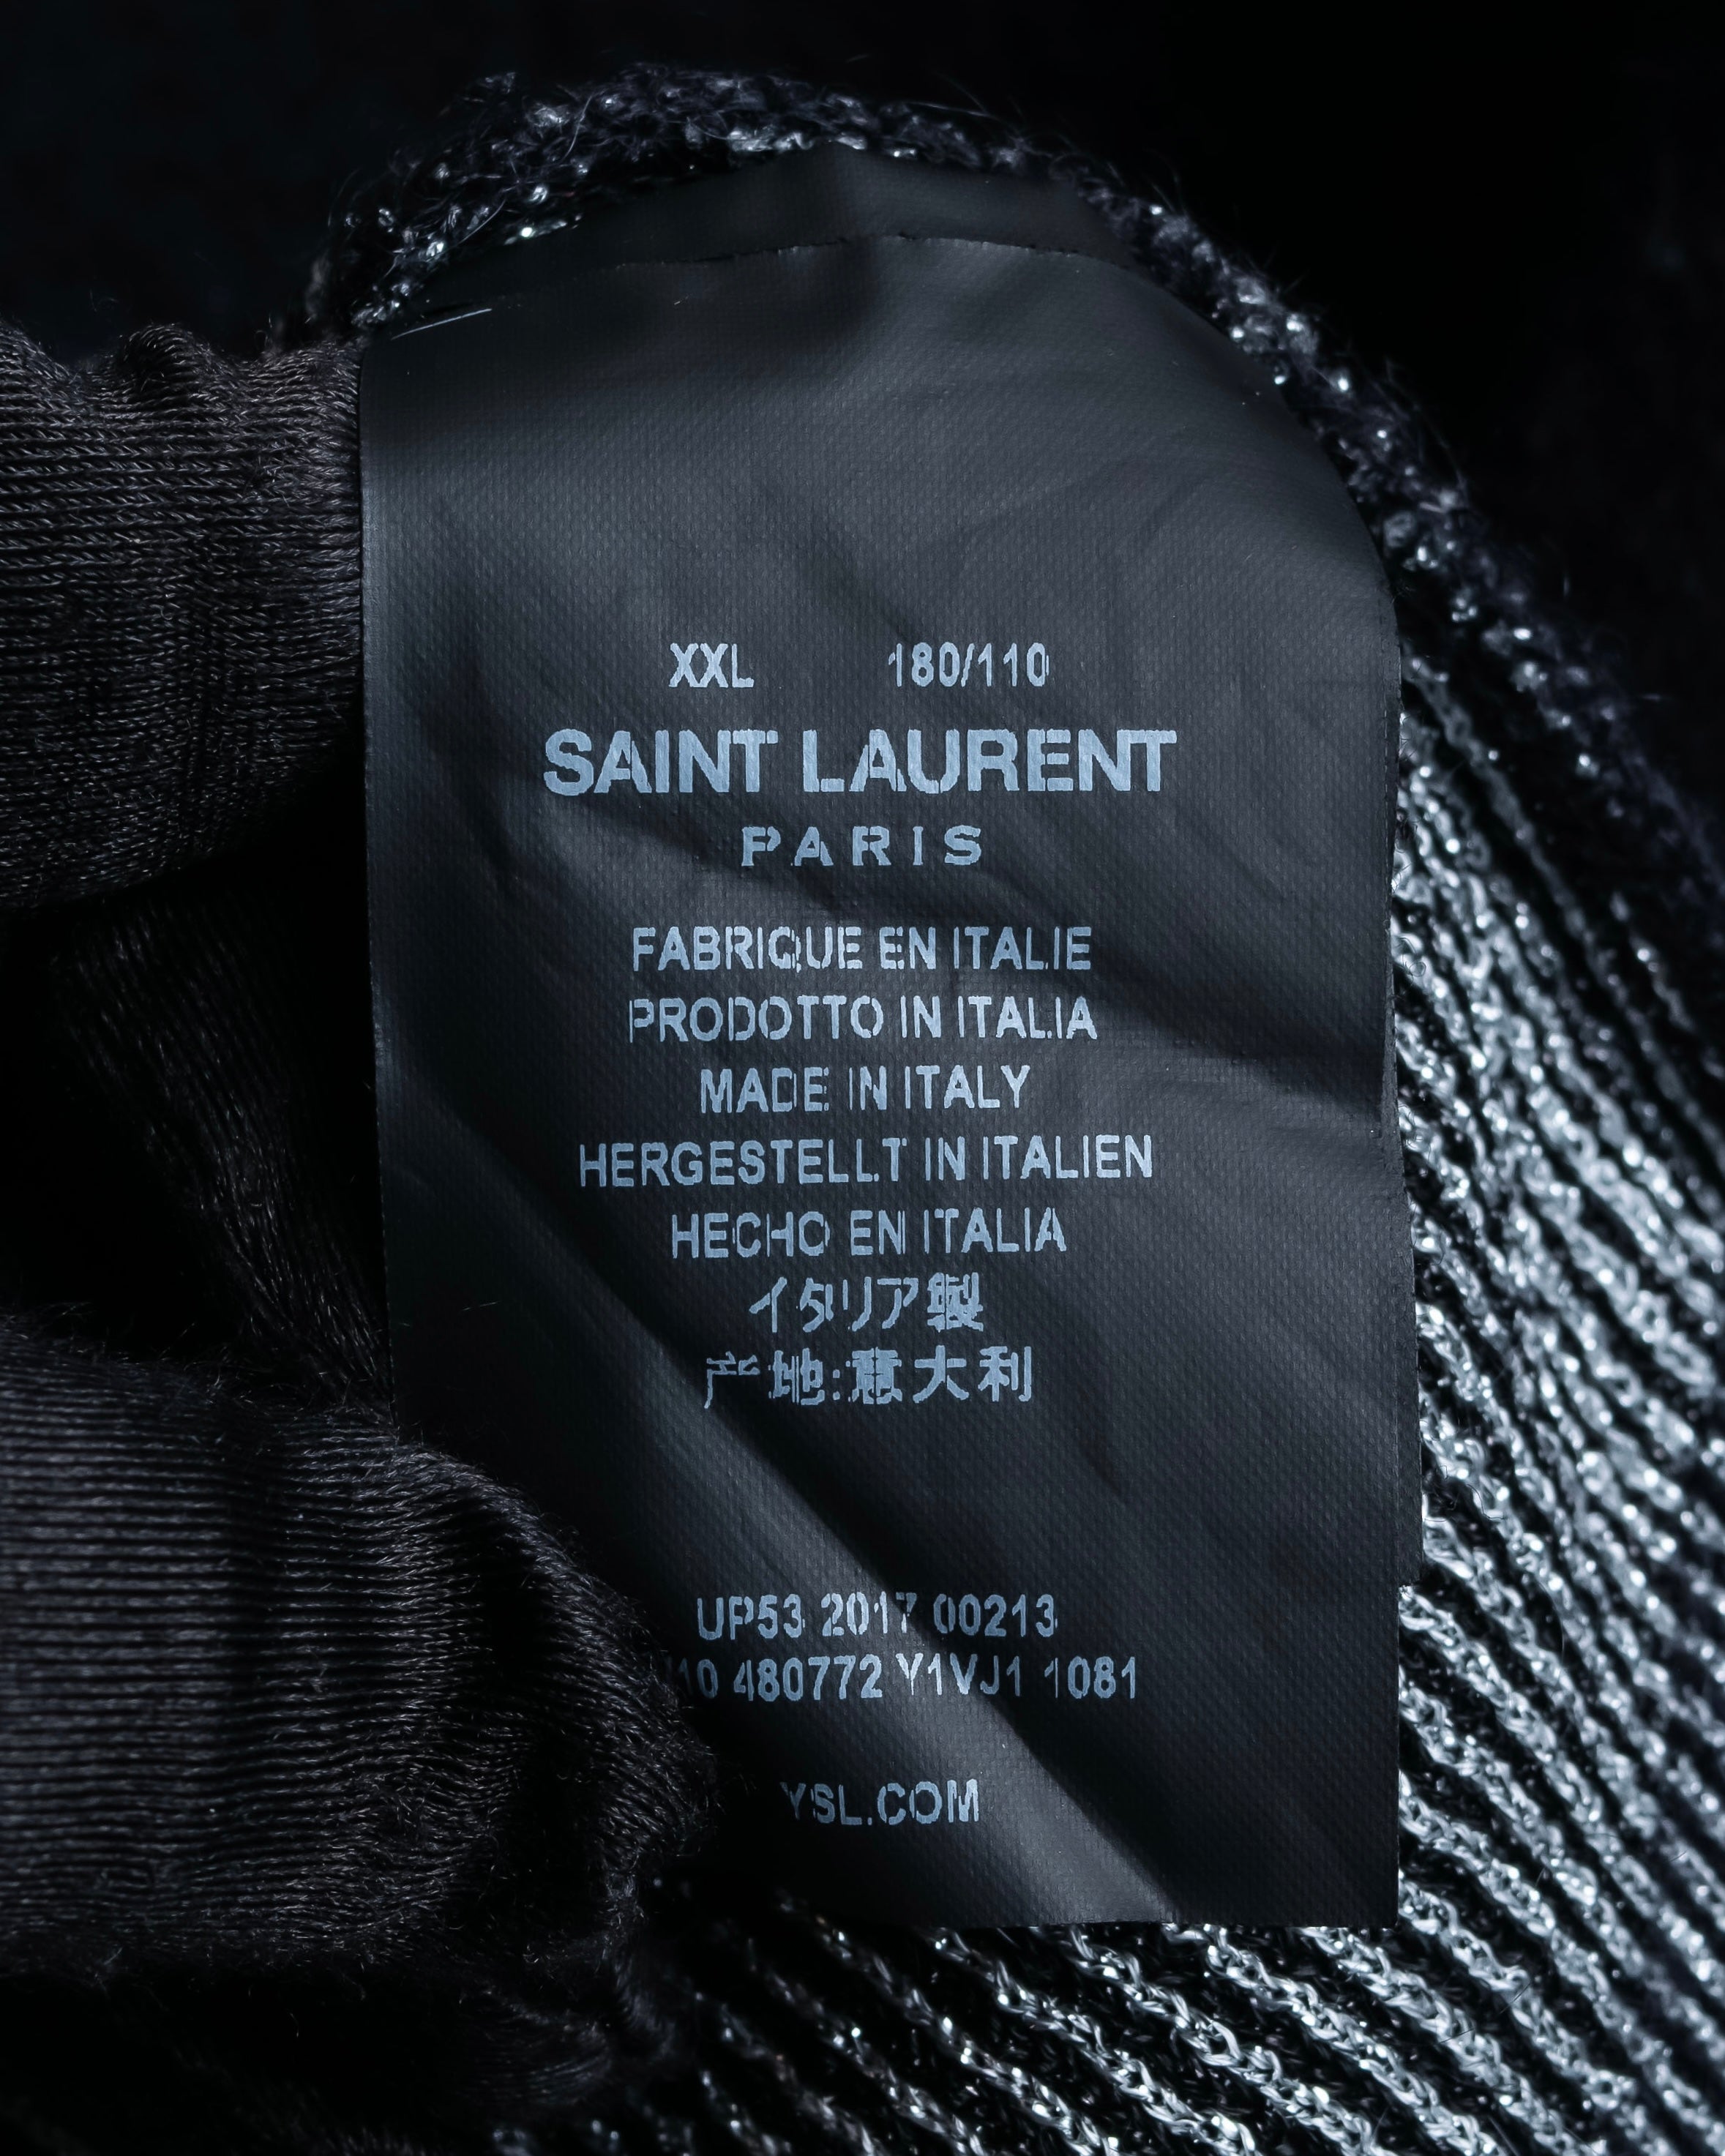 XXL 180/110
SAINT LAURENT
PARIS
FABRIQUE EN ITALIE
PRODOTTO IN ITALIA
MADE IN ITALY
HERGESTELLT IN ITALIEN
HECHO EN ITALIA
イタリア製
产地:意大利
UP53 2017 00213
10 480772 Y1VJ1 1081
YSL.COM